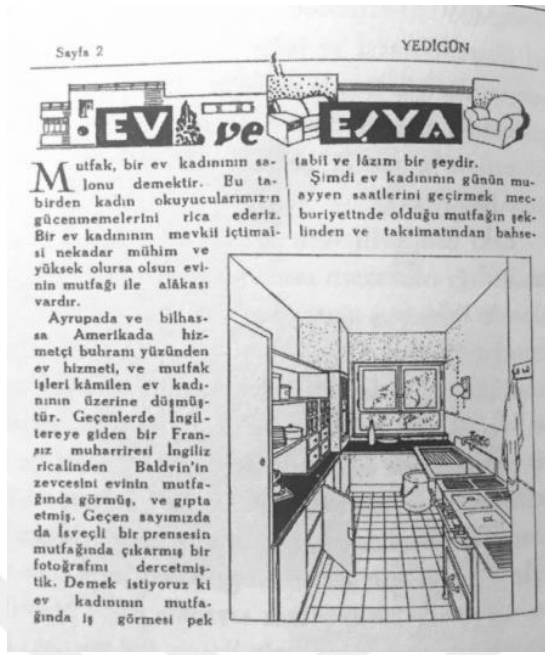 Sayfa 2
YEDİGÜN
EV ve EŞYA
Mutfak, bir ev kadınının sa-
lonu demektir. Bu ta-
birden kadın okuyucularımız'n
gücenmemelerini rica ederiz.
Bir ev kadınının mevkii içtimaî-
si nekadar mühim ve
yüksek olursa olsun evi-
nin mutfağı ile alâkası
vardır.
Ayrupada ve bilhas-
sa Amerikada hiz-
metçi buhranı yüzünden
ev hizmeti, ve mutfak
işleri kâmilen ev kadı-
nının üzerine düşmüş-
tür. Geçenlerde İngil-
tereye giden bir Fran-
sız muharriresi İngiliz
ricalinden Baldvin'in
zevcesini evinin mutfa-
ğında görmüş, ve gıpta
etmiş. Geçen sayımızda
da İsveçli bir prensesin
mutfağında çıkarmış bir
fotoğrafını dercetmiş-
tik. Demek istiyoruz ki
ev kadınının mutfa-
ğında iş görmesi pek
tabiî ve lâzım bir şeydir.
Şimdi ev kadınının günün mu-
ayyen saatlerini geçirmek mec-
buriyettnde olduğu mutfağın şek-
linden ve taksimatından bahse-